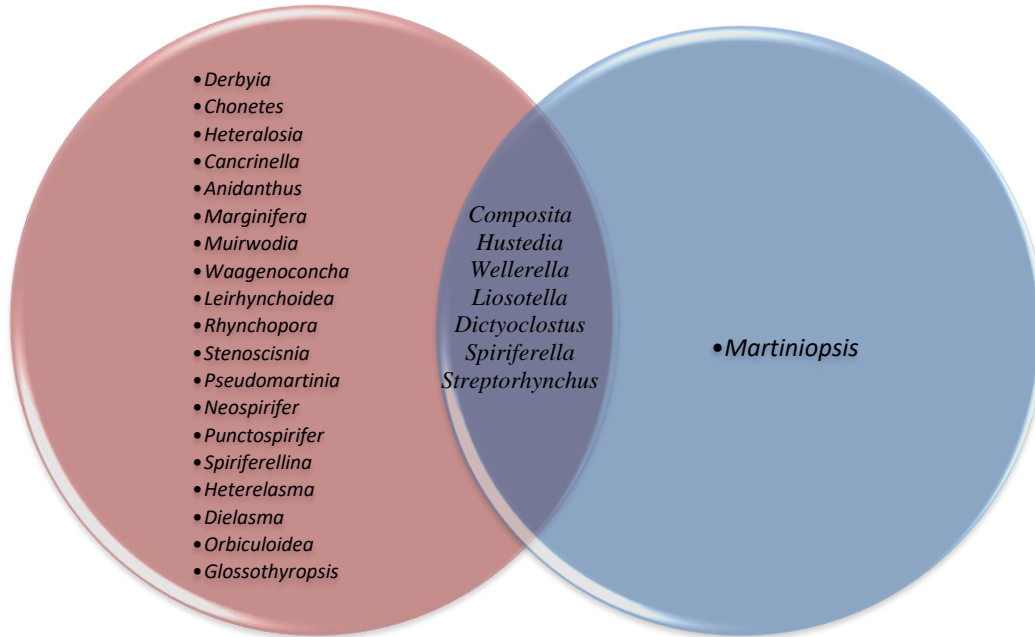 •Derbyia
•Chonetes
•Heteralosia
•Cancrinella
•Anidanthus
•Marginifera
•Muirwodia
•Waagenoconcha
•Leirhynchoidea
•Rhynchopora
•Stenoscisnia
•Pseudomartinia
•Neospirifer
•Punctospirifer
•Spiriferellina
•Heterelasma
•Dielasma
•Orbiculoidea
•Glossothyropsis
Composita
Hustedia
Wellerella
Liosotella
Dictyoclostus
Spiriferella
Streptorhynchus
•Martiniopsis